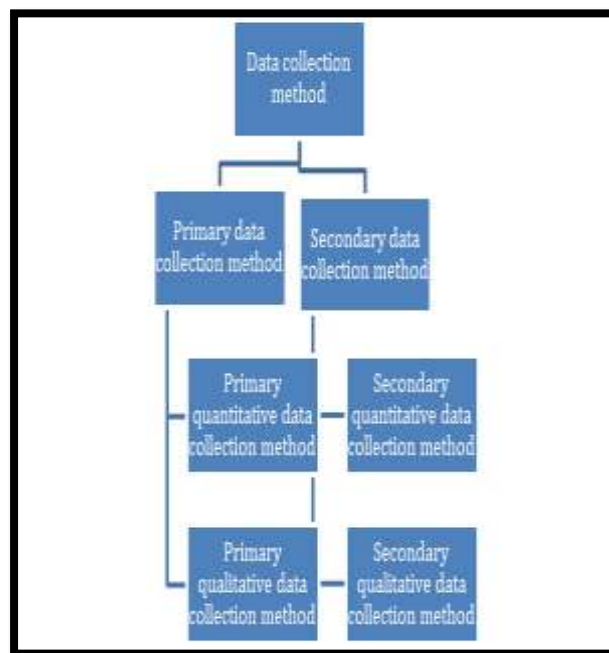 Data collection
method
Primary data
collection method
Secondary data
collection method
Primary
quantitative data
collection method
Secondary
quantitative data
collection method
Primary
qualitative data
collection method
Secondary
qualitative data
collection method